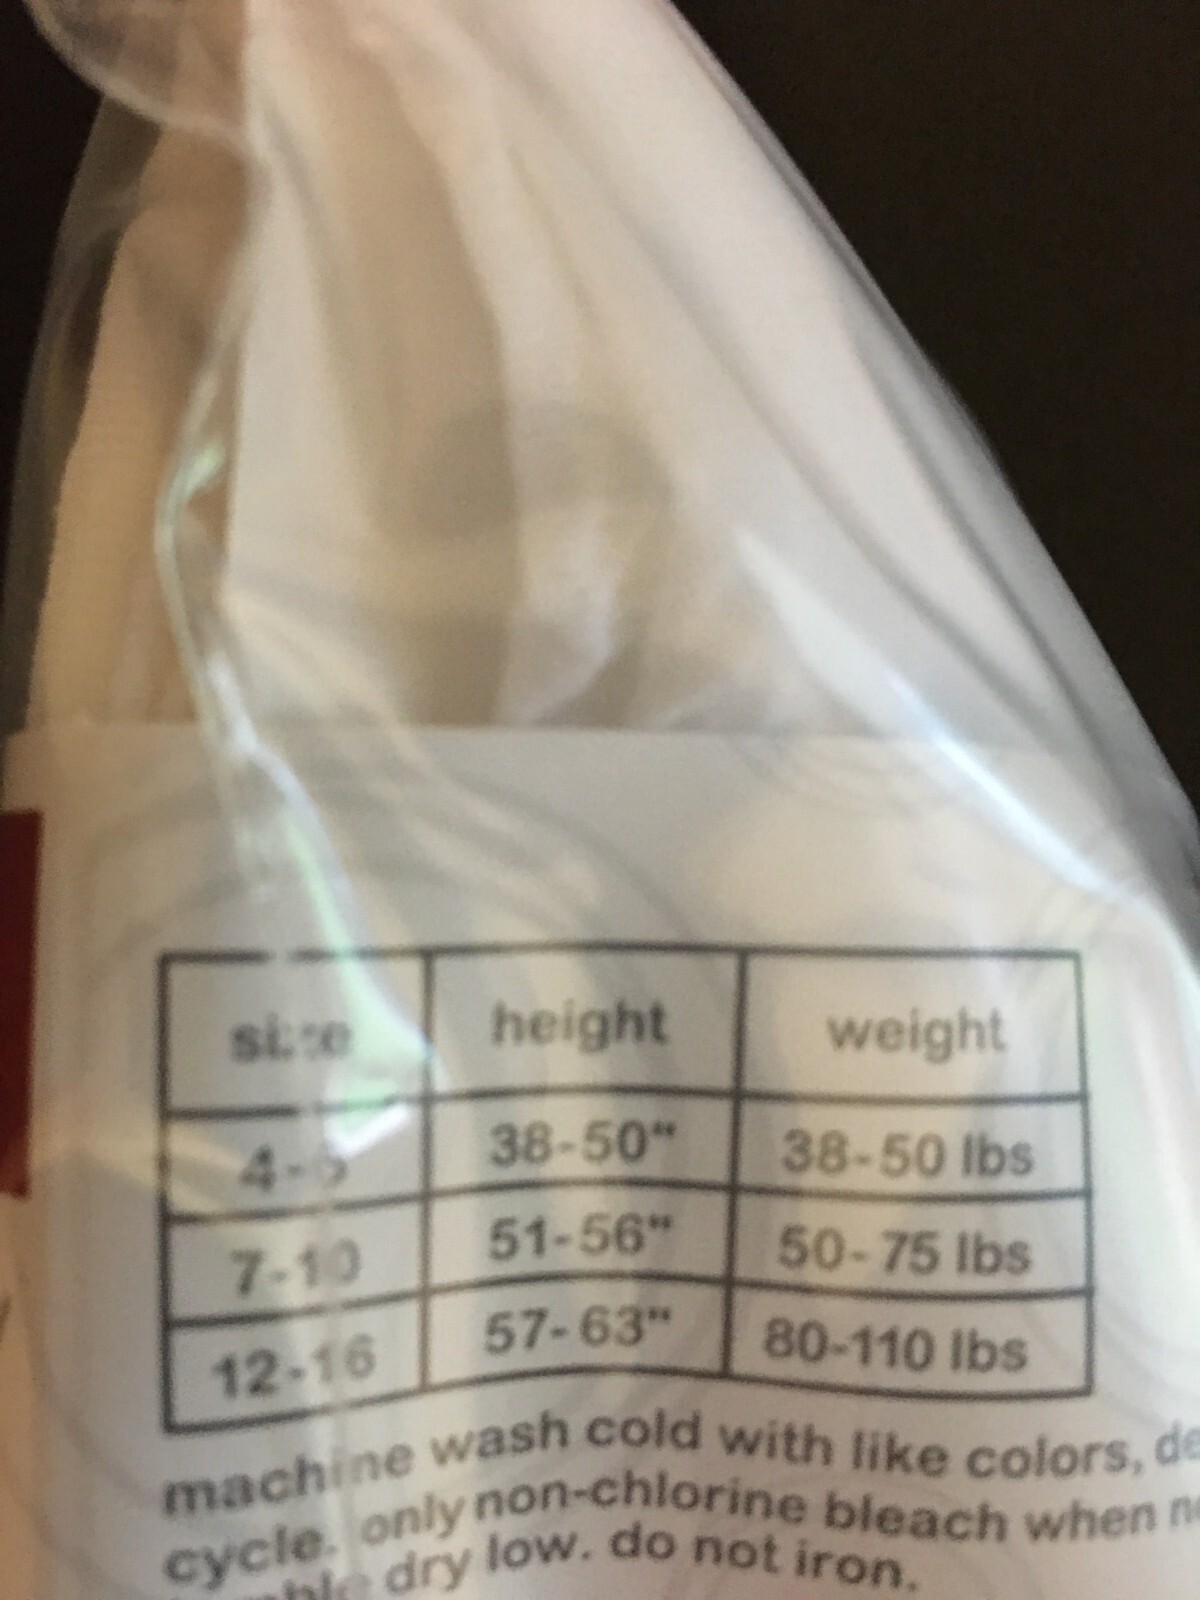 size height weight
4- 38-50" 38-50 lbs
7-10 51-56" 50-75 lbs
12-16 57-63" 80-110 lbs
machine wash cold with like colors,
cycle. only non-chlorine bleach when
dry low. do not iron.